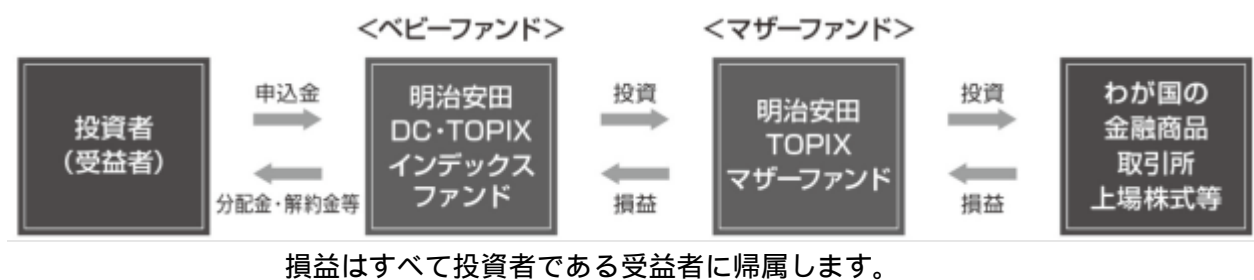 ＜ベビーファンド＞
＜マザーファンド＞
投資者
（受益者）
申込金
分配金・解約金等
明治安田
DC・TOPIX
インデックス
ファンド
投資
損益
明治安田
TOPIX
マザーファンド
投資
損益
わが国の
金融商品
取引所
上場株式等
損益はすべて投資者である受益者に帰属します。